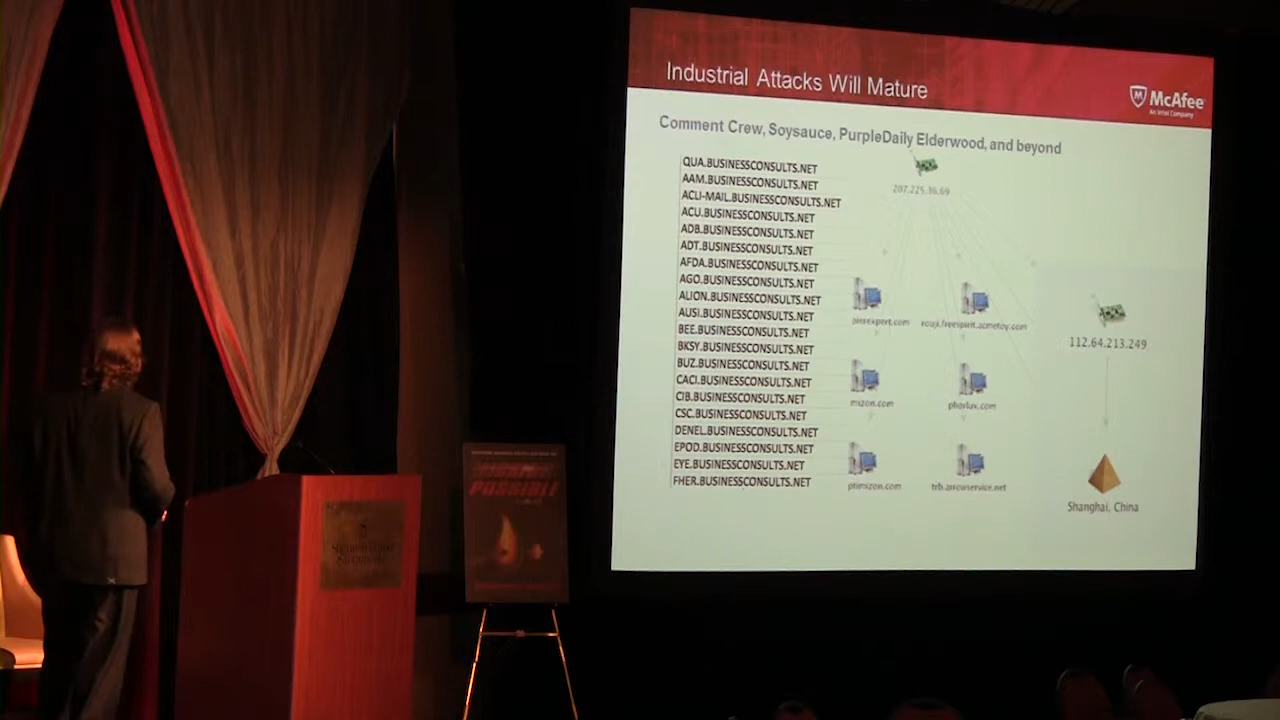 Industrial Attacks Will Mature
McAfee
An Intel Company
Comment Crew, Soysauce, PurpleDaily Elderwood, and beyond
QUA.BUSINESSCONSULTS.NET
AAM.BUSINESSCONSULTS.NET
ACLI-MAIL.BUSINESSCONSULTS.NET
ACU.BUSINESSCONSULTS.NET
ADB.BUSINESSCONSULTS.NET
ADT.BUSINESSCONSULTS.NET
AFDA.BUSINESSCONSULTS.NET
AGO.BUSINESSCONSULTS.NET
ALION.BUSINESSCONSULTS.NET
AUSI.BUSINESSCONSULTS.NET
BEE.BUSINESSCONSULTS.NET
BKSY.BUSINESSCONSULTS.NET
BUZ.BUSINESSCONSULTS.NET
CACI.BUSINESSCONSULTS.NET
CIB.BUSINESSCONSULTS.NET
CSC.BUSINESSCONSULTS.NET
DENEL.BUSINESSCONSULTS.NET
EPOD.BUSINESSCONSULTS.NET
EYE.BUSINESSCONSULTS.NET
FHER.BUSINESSCONSULTS.NET
207.225.36.69
112.64.213.249
mizon.com
phoxlux.com
Shanghai, China
POSSIBLE